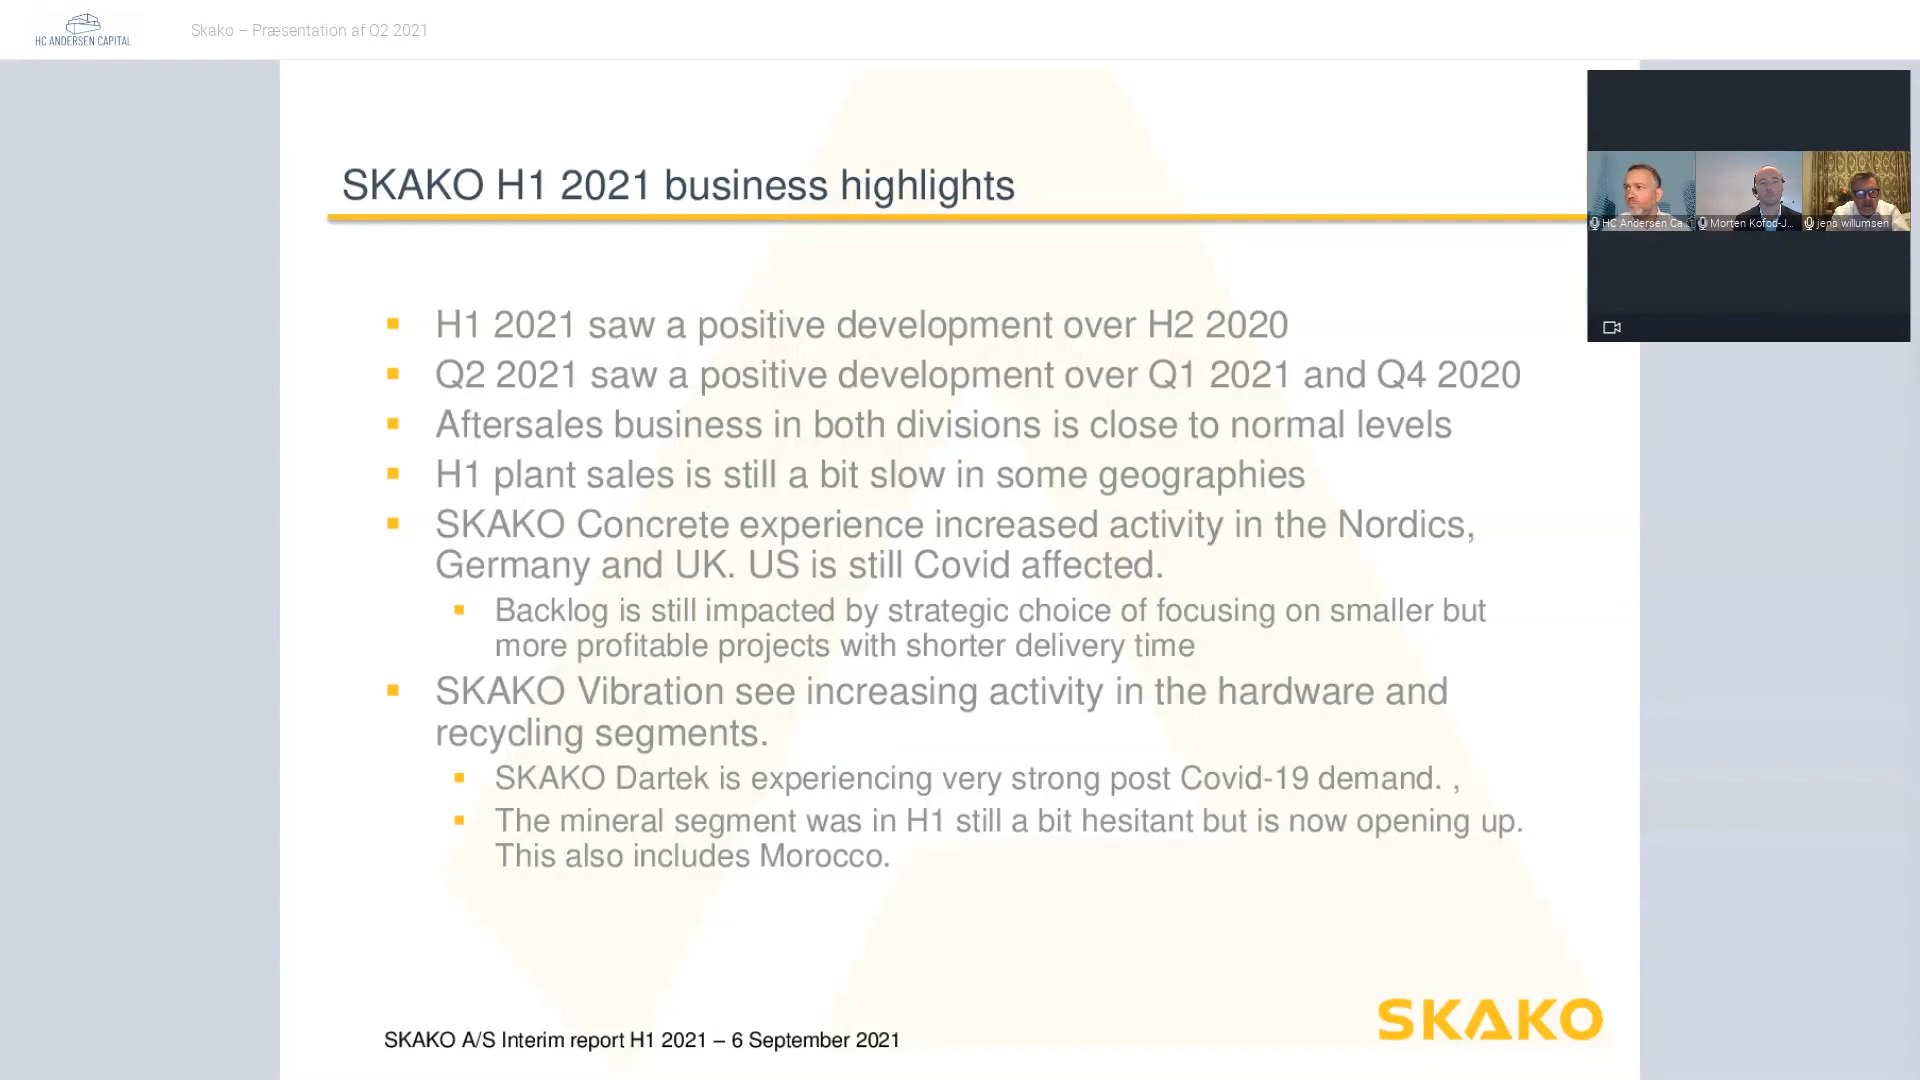 HC ANDERSEN CAPITAL
Skako – Præsentation af Q2 2021
SKAKO H1 2021 business highlights
HC Andersen Ca...
Morten Kofod-J...
jens willumsen
H1 2021 saw a positive development over H2 2020
Q2 2021 saw a positive development over Q1 2021 and Q4 2020
Aftersales business in both divisions is close to normal levels
H1 plant sales is still a bit slow in some geographies
SKAKO Concrete experience increased activity in the Nordics,
Germany and UK. US is still Covid affected.
Backlog is still impacted by strategic choice of focusing on smaller but
more profitable projects with shorter delivery time
SKAKO Vibration see increasing activity in the hardware and
recycling segments.
SKAKO Dartek is experiencing very strong post Covid-19 demand. ,
The mineral segment was in H1 still a bit hesitant but is now opening up.
This also includes Morocco.
SKAKO
SKAKO A/S Interim report H1 2021 – 6 September 2021